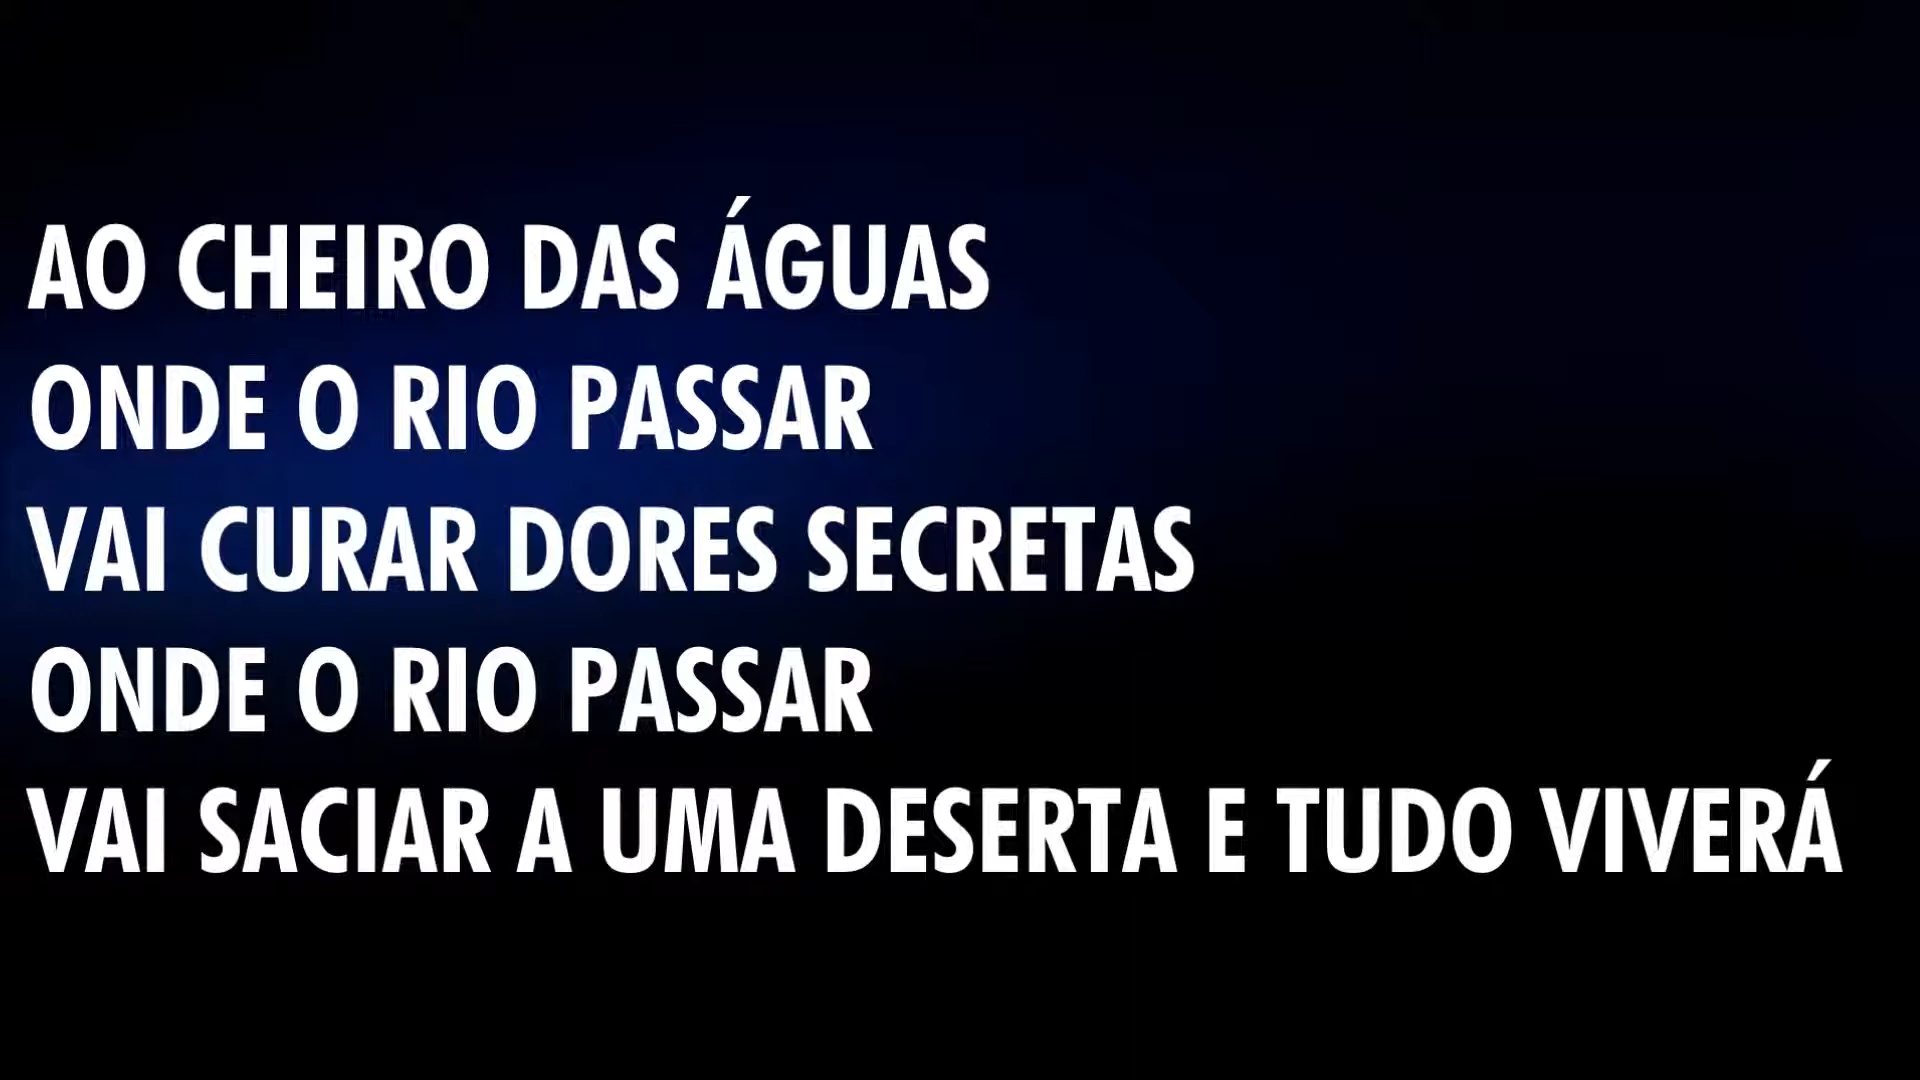 AO CHEIRO DAS ÁGUAS
ONDE O RIO PASSAR
VAI CURAR DORES SECRETAS
ONDE O RIO PASSAR
VAI SACIAR A UMA DESERTA E TUDO VIVERÁ